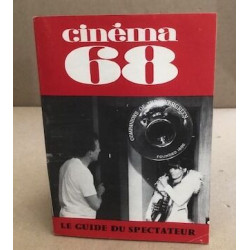 cinéma
68
LE GUIDE DU SPECTATEUR